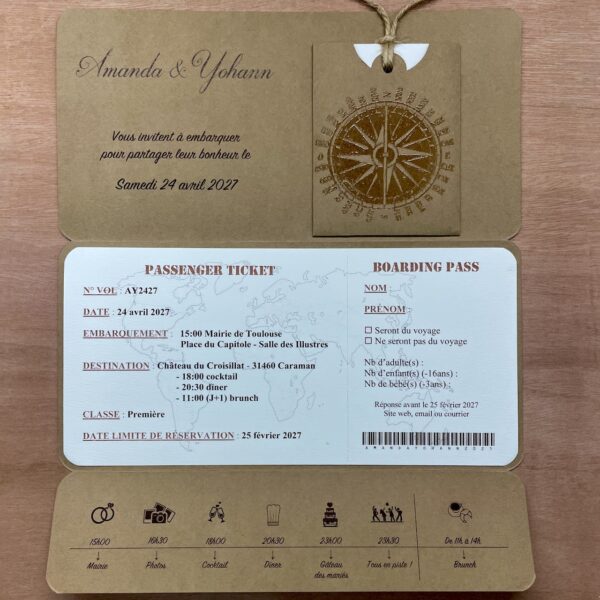 Amanda & Yohann
Vous invitent à embarquer
pour partager leur bonheur le
Samedi 24 avril 2027
PASSENGER TICKET
N° VOL : AY2427
DATE : 24 avril 2027
EMBARQUEMENT : 15:00 Mairie de Toulouse
Place du Capitole - Salle des Illustres
DESTINATION : Château du Croisillat - 31460 Caraman
- 18:00 cocktail
- 20:30 dîner
- 11:00 (J+1) brunch
CLASSE : Première
DATE LIMITE DE RÉSERVATION : 25 février 2027
BOARDING PASS
NOM :
PRÉNOM :
☐ Seront du voyage
☐ Ne seront pas du voyage
Nb d'adulte(s) :
Nb d'enfant(s) (-16ans) :
Nb de bébé(s) (-3ans) :
Réponse avant le 25 février 2027
Site web, email ou courrier
15h00
Mairie
16h30
Photos
18h00
Cocktail
20h30
Dîner
23h00
Gâteau
des mariés
23h30
Tous en piste !
De 11h à 14h
Brunch